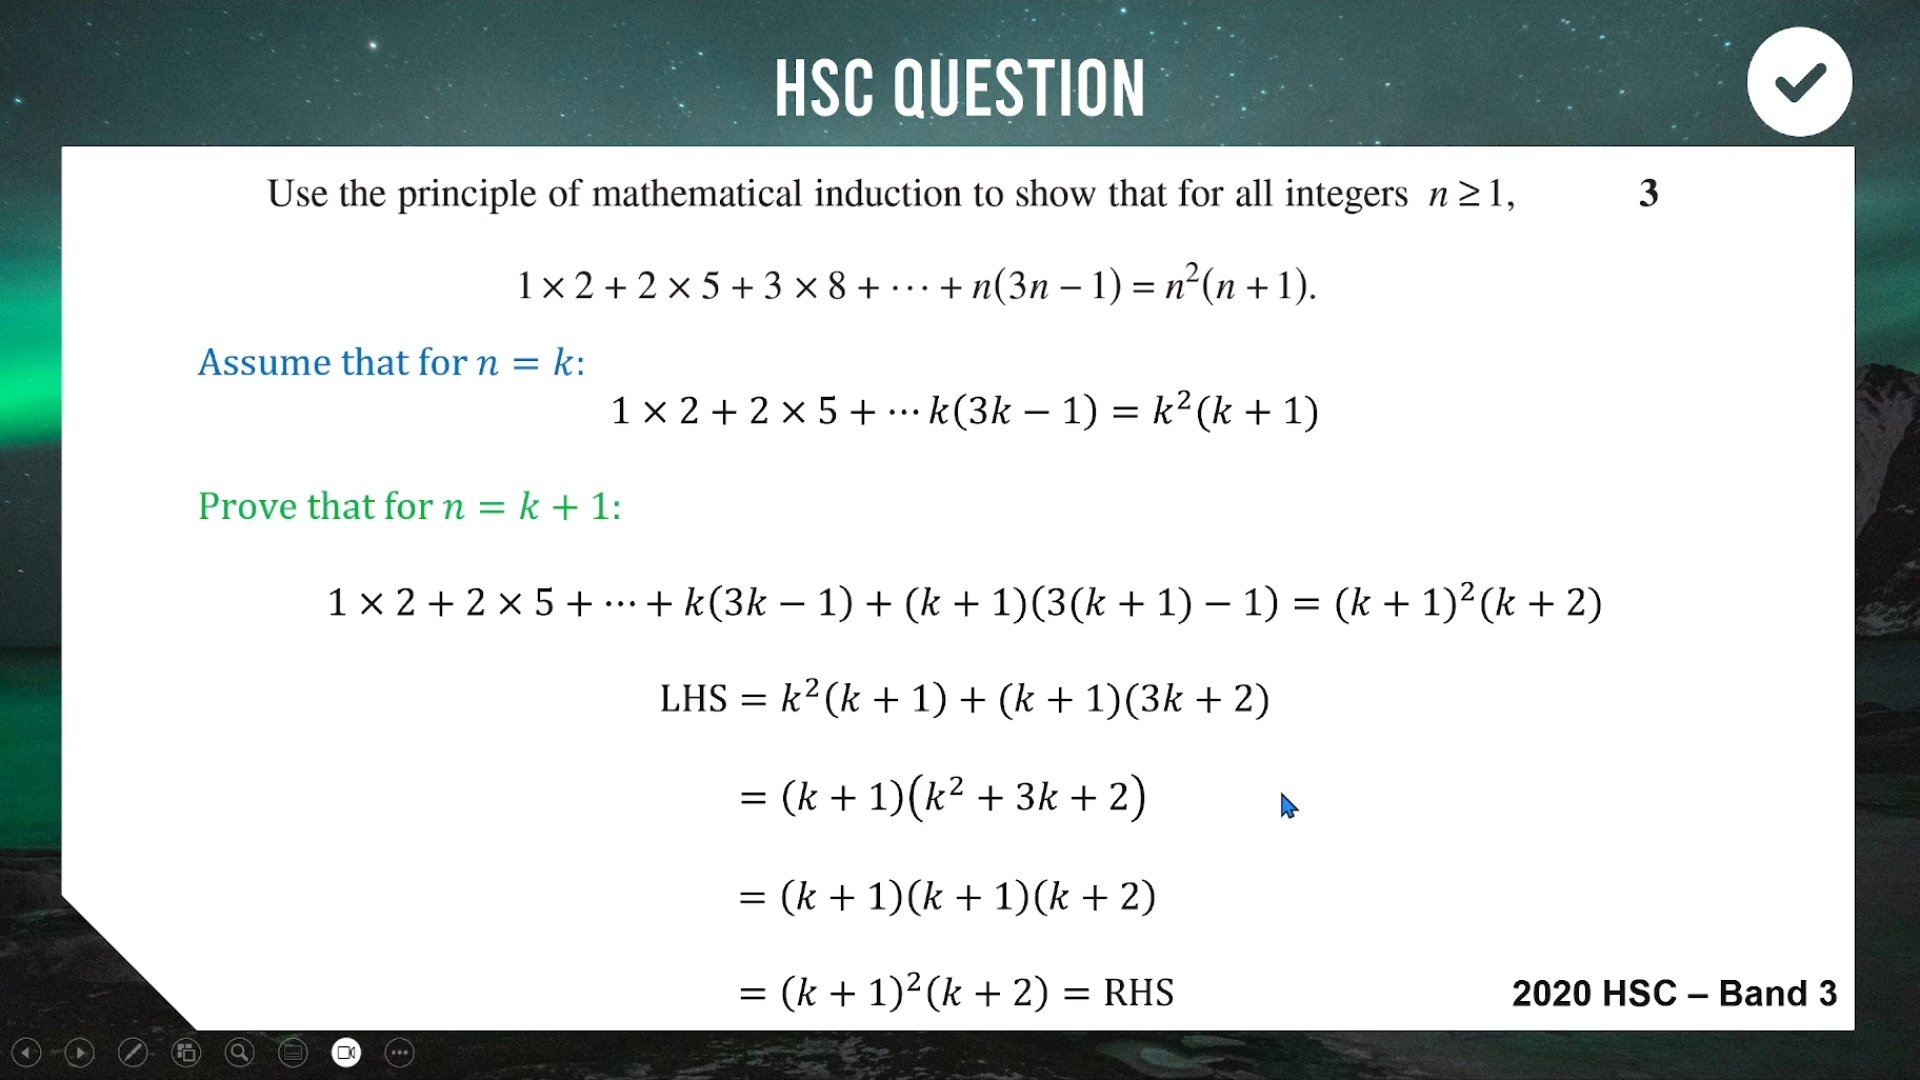 HSC QUESTION
Use the principle of mathematical induction to show that for all integers n ≥ 1, 3
1 × 2 + 2 × 5 + 3 × 8 + ⋯ + n(3n − 1) = n²(n + 1).
Assume that for n = k:
1 × 2 + 2 × 5 + ⋯ k(3k − 1) = k²(k + 1)
Prove that for n = k + 1:
1 × 2 + 2 × 5 + ⋯ + k(3k − 1) + (k + 1)(3(k + 1) − 1) = (k + 1)²(k + 2)
LHS = k²(k + 1) + (k + 1)(3k + 2)
= (k + 1)(k² + 3k + 2)
= (k + 1)(k + 1)(k + 2)
= (k + 1)²(k + 2) = RHS
2020 HSC – Band 3